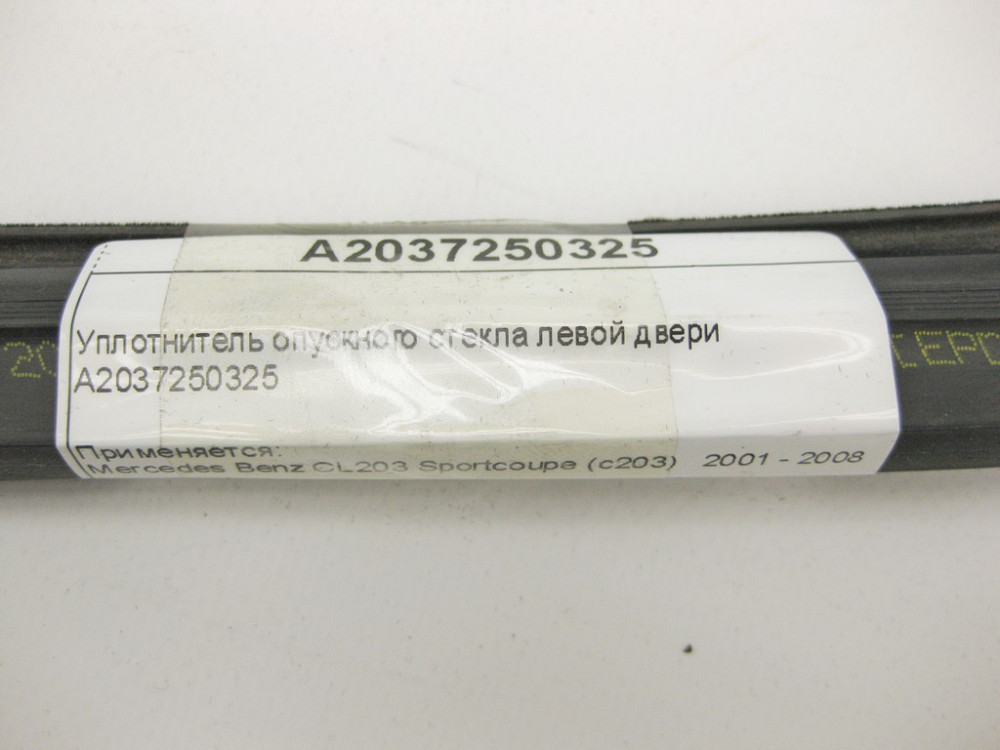 A2037250325
Уплотнитель опускного стекла левой двери
A2037250325
Применяется:
Mercedes Benz CL203 Sportcoupe (c203) 2001 - 2008